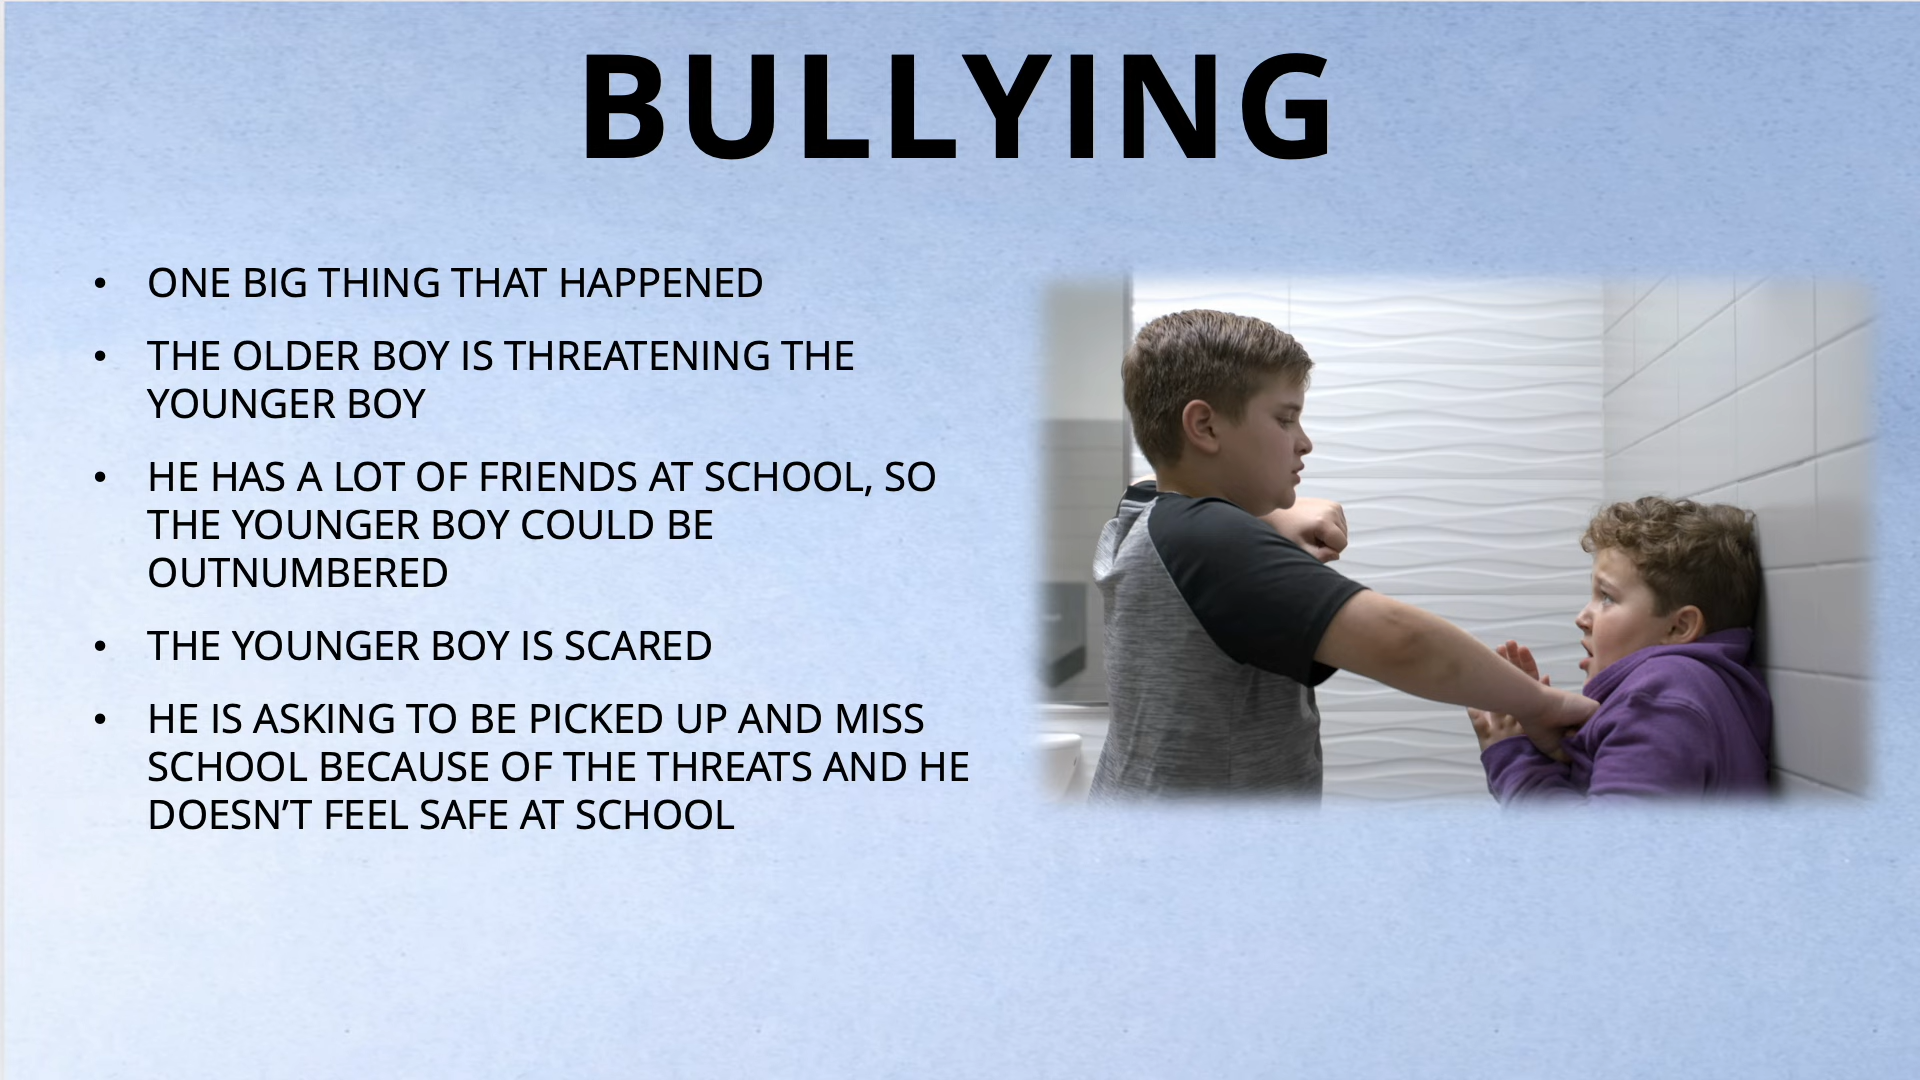 BULLYING
• ONE BIG THING THAT HAPPENED
• THE OLDER BOY IS THREATENING THE
YOUNGER BOY
• HE HAS A LOT OF FRIENDS AT SCHOOL, SO
THE YOUNGER BOY COULD BE
OUTNUMBERED
• THE YOUNGER BOY IS SCARED
• HE IS ASKING TO BE PICKED UP AND MISS
SCHOOL BECAUSE OF THE THREATS AND HE
DOESN’T FEEL SAFE AT SCHOOL